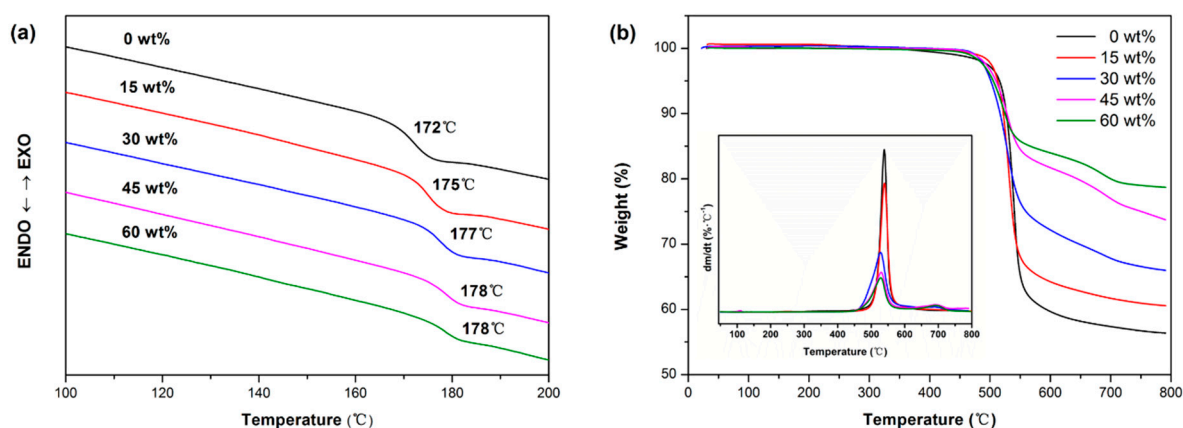 (a)
0 wt%
15 wt%
30 wt%
45 wt%
60 wt%
172℃
175℃
177℃
178℃
178℃
ENDO ← → EXO
100 120 140 160 180 200
Temperature (℃)
(b)
0 wt%
15 wt%
30 wt%
45 wt%
60 wt%
100
90
80
70
60
50
Weight (%)
dm/dt (%·℃⁻¹)
100 200 300 400 500 600 700 800
Temperature (℃)
0 100 200 300 400 500 600 700 800
Temperature (℃)